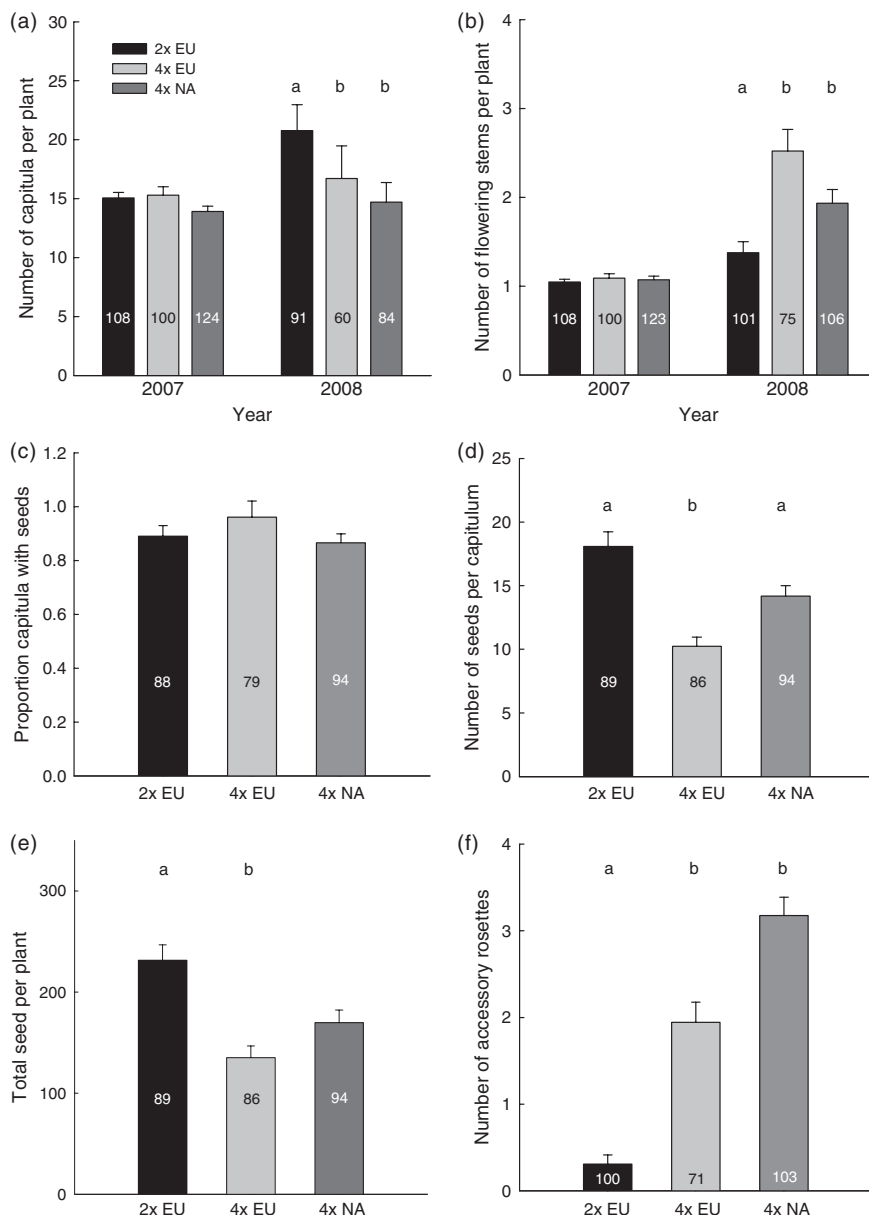 (a)
30
25
20
15
10
5
0
Number of capitula per plant
2x EU
4x EU
4x NA
a b b
108 100 124 91 60 84
2007 2008
Year
(b)
4
3
2
1
0
Number of flowering stems per plant
a b b
108 100 123 101 75 106
2007 2008
Year
(c)
1.2
1.0
0.8
0.6
0.4
0.2
0.0
Proportion capitula with seeds
88 79 94
2x EU 4x EU 4x NA
(d)
25
20
15
10
5
0
Number of seeds per capitulum
a b a
89 86 94
2x EU 4x EU 4x NA
(e)
300
200
100
0
Total seed per plant
a b
89 86 94
2x EU 4x EU 4x NA
(f)
4
3
2
1
0
Number of accessory rosettes
a b b
100 71 103
2x EU 4x EU 4x NA